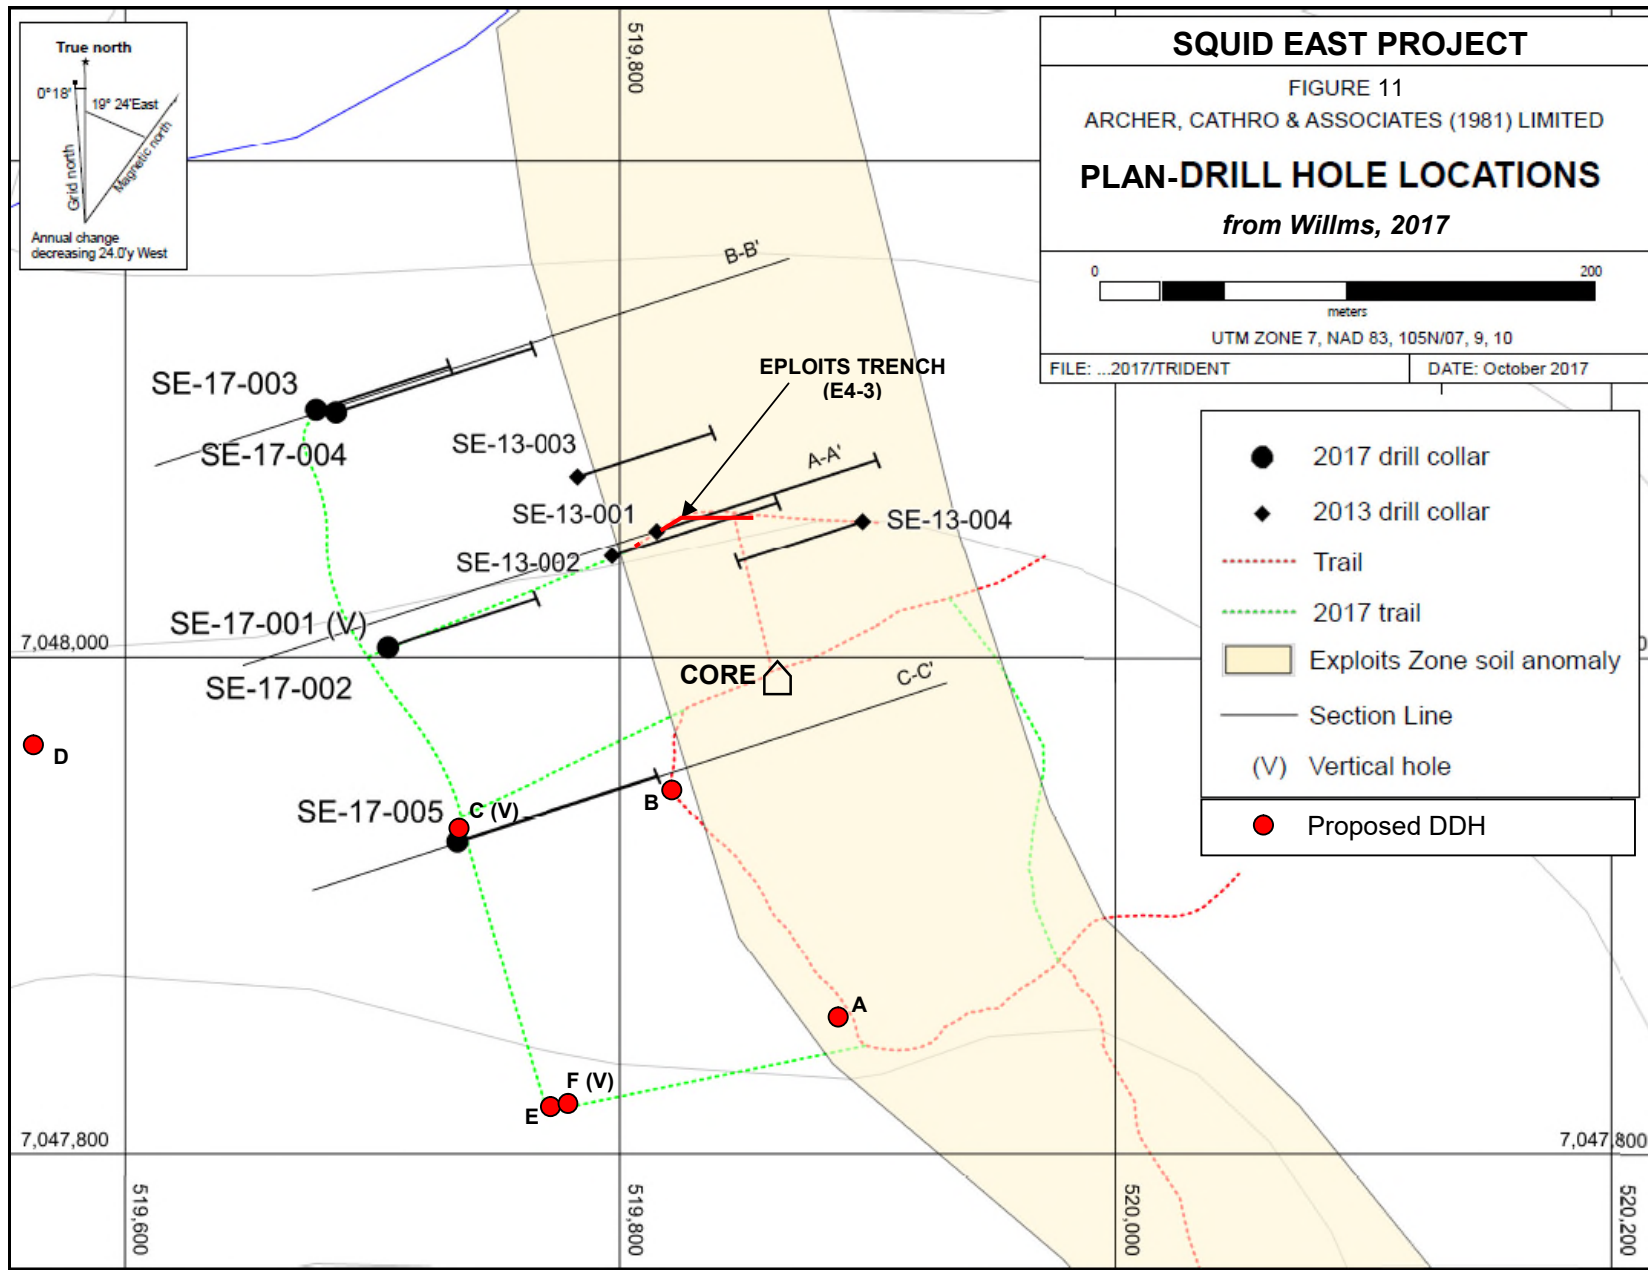 True north
0°18'
19° 24'East
Grid north
Magnetic north
Annual change
decreasing 24.0'y West
519,800
SQUID EAST PROJECT
FIGURE 11
ARCHER, CATHRO & ASSOCIATES (1981) LIMITED
PLAN-DRILL HOLE LOCATIONS
from Willms, 2017
0
200
meters
UTM ZONE 7, NAD 83, 105N/07, 9, 10
FILE: ...2017/TRIDENT
DATE: October 2017
B-B'
EPLOITS TRENCH
(E4-3)
SE-17-003
SE-17-004
SE-13-003
A-A'
SE-13-001
SE-13-004
SE-13-002
SE-17-001 (V)
7,048,000
0
SE-17-002
CORE
C-C'
D
B
SE-17-005
C (V)
A
F (V)
E
7,047,800
7,047,800
519,600
519,800
520,000
520,200
2017 drill collar
2013 drill collar
Trail
2017 trail
Exploits Zone soil anomaly
Section Line
(V) Vertical hole
Proposed DDH